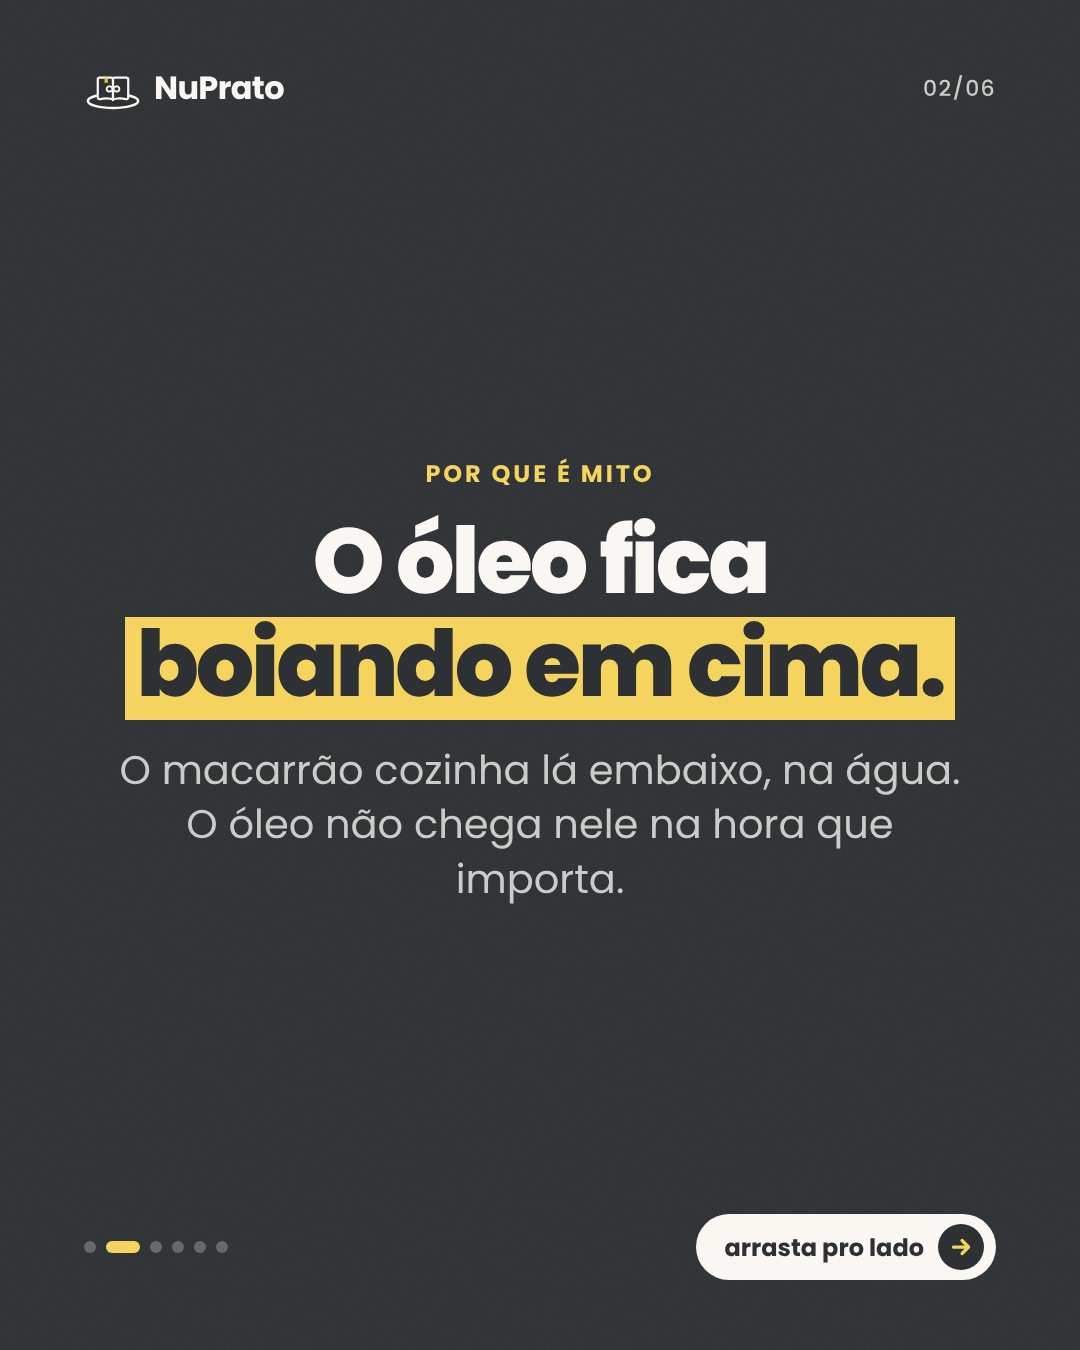 NuPrato
02/06
POR QUE É MITO
O óleo fica
boiando em cima.
O macarrão cozinha lá embaixo, na água.
O óleo não chega nele na hora que
importa.
arrasta pro lado